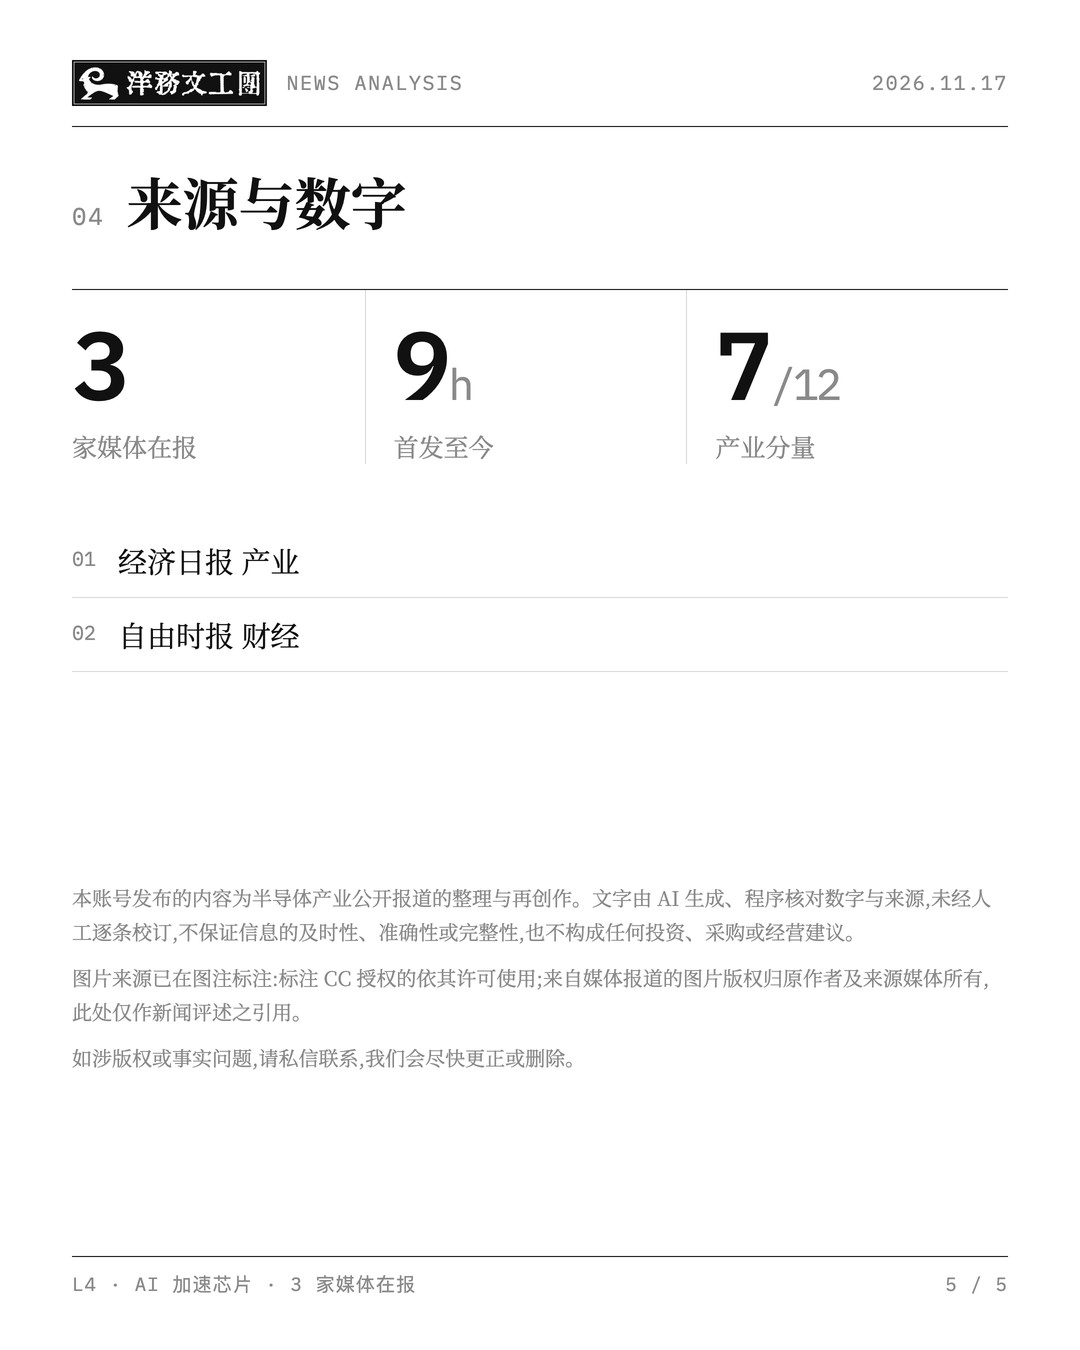 洋務文工團 NEWS ANALYSIS 2026.11.17
04 来源与数字
3 9h 7/12
家媒体在报 首发至今 产业分量
01 经济日报 产业
02 自由时报 财经
本账号发布的内容为半导体产业公开报道的整理与再创作。文字由 AI 生成、程序核对数字与来源,未经人
工逐条校订,不保证信息的及时性、准确性或完整性,也不构成任何投资、采购或经营建议。
图片来源已在图注标注:标注 CC 授权的依其许可使用;来自媒体报道的图片版权归原作者及来源媒体所有,
此处仅作新闻评述之引用。
如涉版权或事实问题,请私信联系,我们会尽快更正或删除。
L4 · AI 加速芯片 · 3 家媒体在报 5 / 5